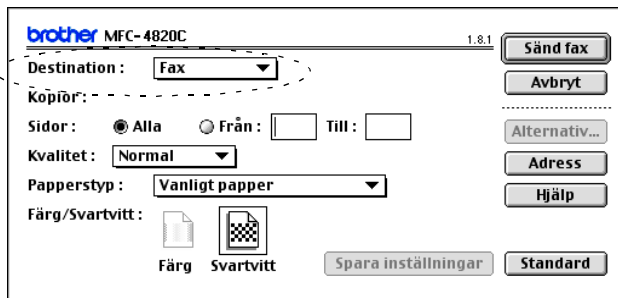 brother MFC-4820C 1.8.1
Sänd fax
Destination : Fax
Avbryt
Kopior :
Sidor : Alla Från : Till :
Alternativ...
Kvalitet : Normal
Adress
Papperstyp : Vanligt papper
Hjälp
Färg/Svartvitt :
Färg Svartvitt
Spara inställningar
Standard